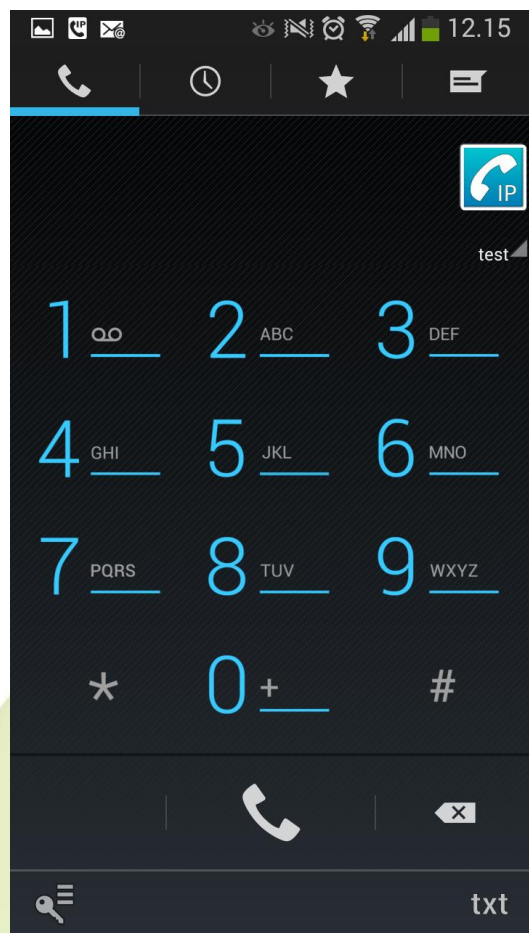 12.15
IP
test
1 2 ABC 3 DEF
4 GHI 5 JKL 6 MNO
7 PQRS 8 TUV 9 WXYZ
* 0 + #
txt